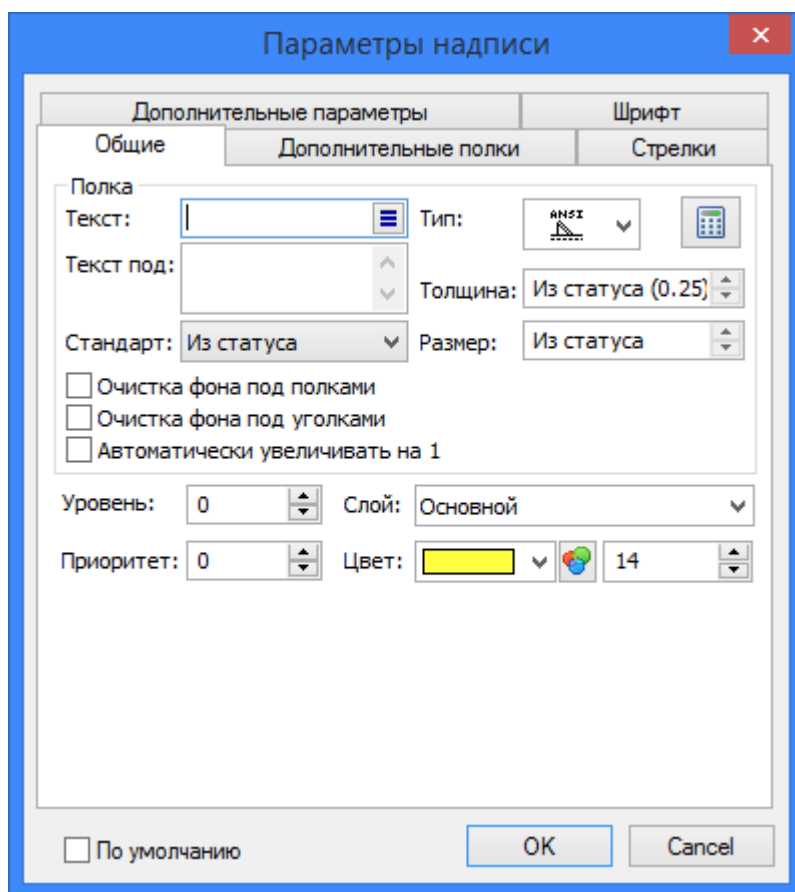 Параметры надписи
Дополнительные параметры Шрифт
Общие Дополнительные полки Стрелки
Полка
Текст: Тип: ANSI
Текст под:
Толщина: Из статуса (0.25)
Стандарт: Из статуса Размер: Из статуса
Очистка фона под полками
Очистка фона под уголками
Автоматически увеличивать на 1
Уровень: 0 Слой: Основной
Приоритет: 0 Цвет: 14
По умолчанию OK Cancel